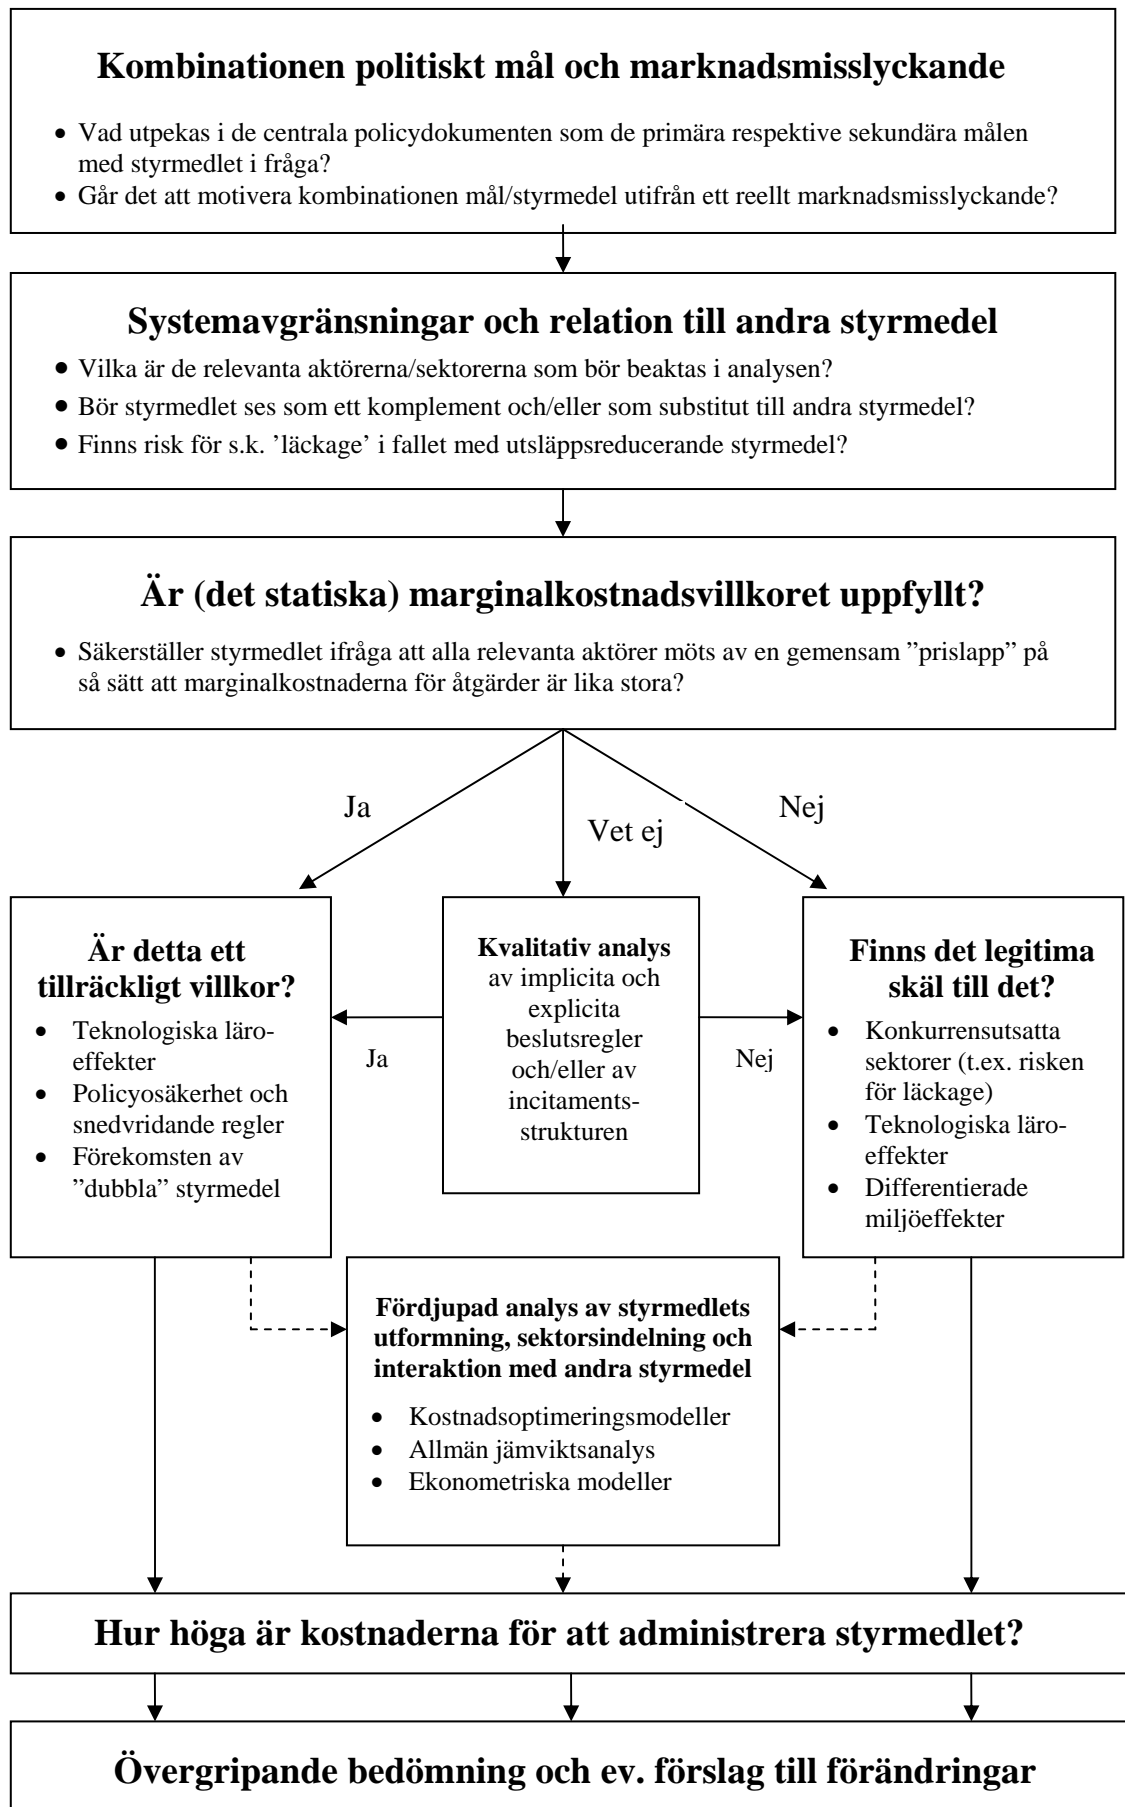 Kombinationen politiskt mål och marknadsmisslyckande
• Vad utpekas i de centrala policydokumenten som de primära respektive sekundära målen
med styrmedlet i fråga?
• Går det att motivera kombinationen mål/styrmedel utifrån ett reellt marknadsmisslyckande?
Systemavgränsningar och relation till andra styrmedel
• Vilka är de relevanta aktörerna/sektorerna som bör beaktas i analysen?
• Bör styrmedlet ses som ett komplement och/eller som substitut till andra styrmedel?
• Finns risk för s.k. ’läckage’ i fallet med utsläppsreducerande styrmedel?
Är (det statiska) marginalkostnadsvillkoret uppfyllt?
• Säkerställer styrmedlet ifråga att alla relevanta aktörer möts av en gemensam ”prislapp” på
så sätt att marginalkostnaderna för åtgärder är lika stora?
Ja
Vet ej
Nej
Är detta ett
tillräckligt villkor?
• Teknologiska läro-
effekter
• Policyosäkerhet och
snedvridande regler
• Förekomsten av
”dubbla” styrmedel
Ja
Kvalitativ analys
av implicita och
explicita
beslutsregler
och/eller av
incitaments-
strukturen
Nej
Finns det legitima
skäl till det?
• Konkurrensutsatta
sektorer (t.ex. risken
för läckage)
• Teknologiska läro-
effekter
• Differentierade
miljöeffekter
Fördjupad analys av styrmedlets
utformning, sektorsindelning och
interaktion med andra styrmedel
• Kostnadsoptimeringsmodeller
• Allmän jämviktsanalys
• Ekonometriska modeller
Hur höga är kostnaderna för att administrera styrmedlet?
Övergripande bedömning och ev. förslag till förändringar